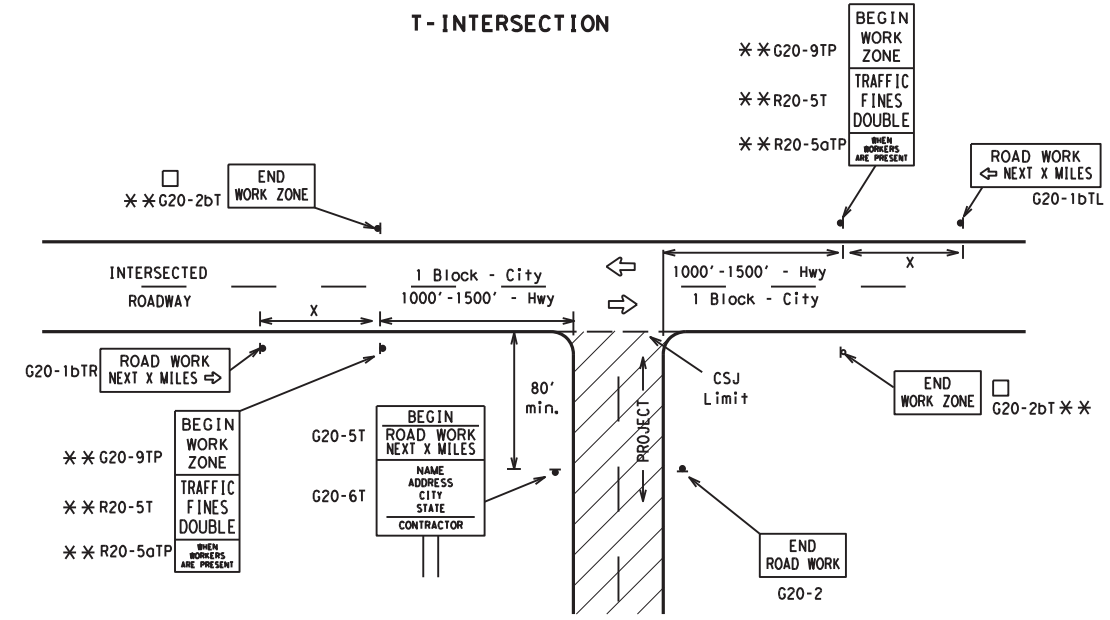 T-INTERSECTION
BEGIN
WORK
ZONE
**G20-9TP
TRAFFIC
FINES
DOUBLE
**R20-5T
WHEN
WORKERS
ARE PRESENT
**R20-5aTP
ROAD WORK
⇦ NEXT X MILES
G20-1bTL
END
WORK ZONE
□
**G20-2bT
INTERSECTED
ROADWAY
1 Block - City
1000'-1500' - Hwy
X
⇦
⇨
1000'-1500' - Hwy
1 Block - City
X
G20-1bTR
ROAD WORK
NEXT X MILES ⇨
80'
min.
CSJ
Limit
PROJECT
END
WORK ZONE
□
G20-2bT **
BEGIN
WORK
ZONE
**G20-9TP
TRAFFIC
FINES
DOUBLE
**R20-5T
WHEN
WORKERS
ARE PRESENT
**R20-5aTP
G20-5T
BEGIN
ROAD WORK
NEXT X MILES
G20-6T
NAME
ADDRESS
CITY
STATE
CONTRACTOR
END
ROAD WORK
G20-2